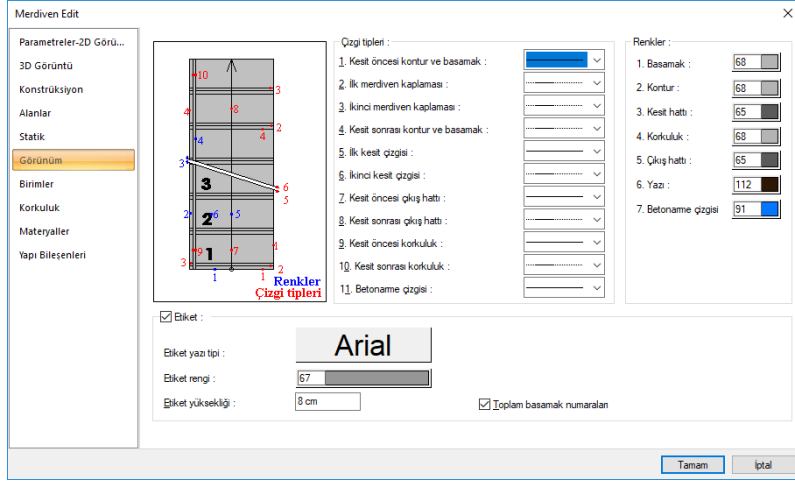 Merdiven Edit
Parametreler-2D Görü...
3D Görüntü
Konstrüksiyon
Alanlar
Statik
Görünüm
Birimler
Korkuluk
Materyaller
Yapı Bileşenleri
10
3
4
8
2
4
4
3
3
6
5
2
6
5
2
9
1
7
4
3
1
1
2
Renkler
Çizgi tipleri
Çizgi tipleri :
1. Kesit öncesi kontur ve basamak :
2. İlk merdiven kaplaması :
3. İkinci merdiven kaplaması :
4. Kesit sonrası kontur ve basamak :
5. İlk kesit çizgisi :
6. İkinci kesit çizgisi :
7. Kesit öncesi çıkış hattı :
8. Kesit sonrası çıkış hattı :
9. Kesit öncesi korkuluk :
10. Kesit sonrası korkuluk :
11. Betonarme çizgisi :
Renkler :
1. Basamak : 68
2. Kontur : 68
3. Kesit hattı : 65
4. Korkuluk : 68
5. Çıkış hattı : 65
6. Yazı : 112
7. Betonarme çizgisi 91
Etiket :
Etiket yazı tipi : Arial
Etiket rengi : 67
Etiket yüksekliği : 8 cm
Toplam basamak numaraları
Tamam İptal